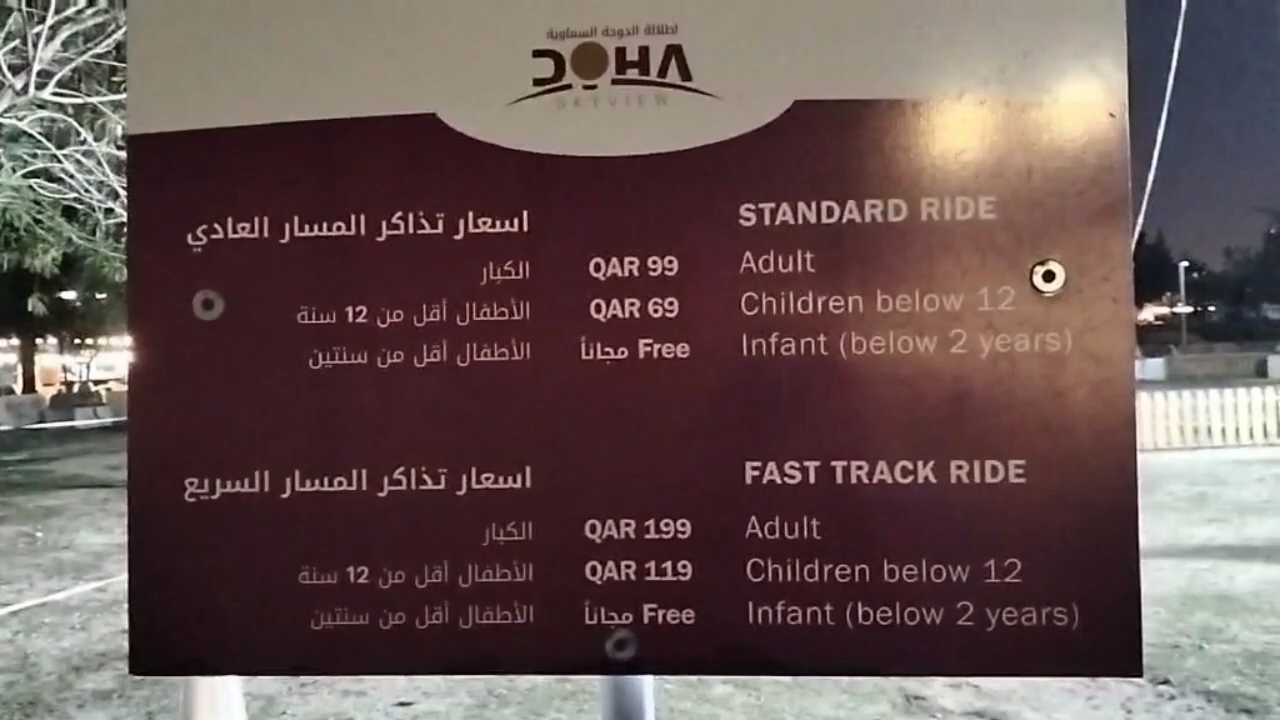 اطلالة الدوحة السماوية
DOHA
SKYVIEW
اسعار تذاكر المسار العادي STANDARD RIDE
الكبار QAR 99 Adult
الأطفال أقل من 12 سنة QAR 69 Children below 12
الأطفال أقل من سنتين مجاناً Free Infant (below 2 years)
اسعار تذاكر المسار السريع FAST TRACK RIDE
الكبار QAR 199 Adult
الأطفال أقل من 12 سنة QAR 119 Children below 12
الأطفال أقل من سنتين مجاناً Free Infant (below 2 years)